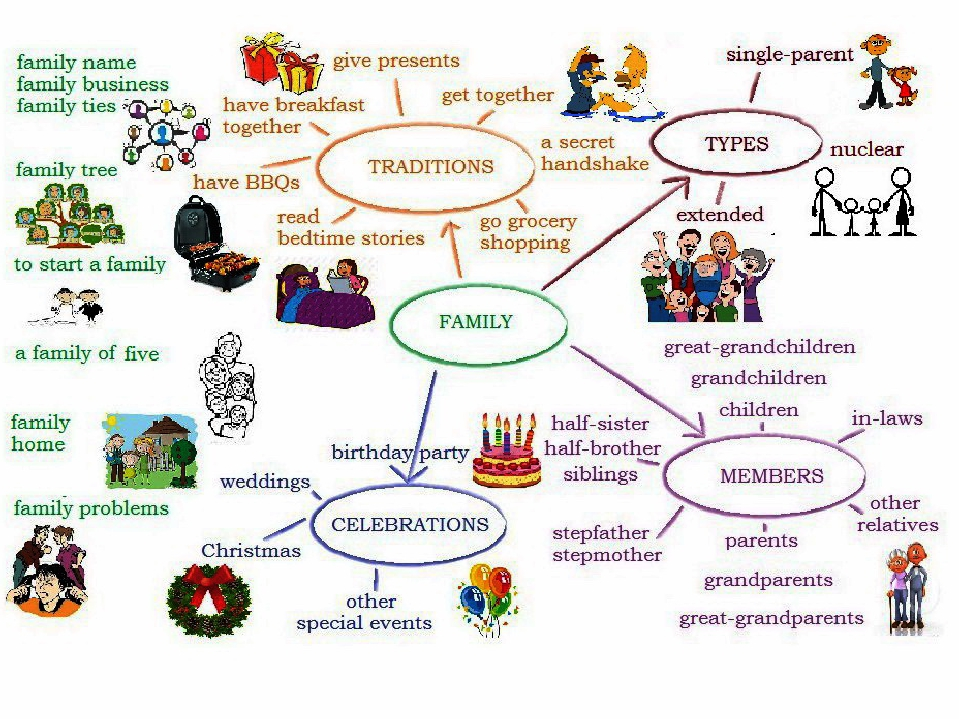 family name
family business
family ties
family tree
to start a family
a family of five
family
home
family problems
give presents
get together
have breakfast
together
TRADITIONS
a secret
handshake
have BBQs
read
bedtime stories
go grocery
shopping
single-parent
TYPES
nuclear
extended
FAMILY
great-grandchildren
grandchildren
children
in-laws
half-sister
half-brother
siblings
MEMBERS
other
relatives
stepfather
stepmother
parents
grandparents
great-grandparents
birthday party
weddings
CELEBRATIONS
Christmas
other
special events